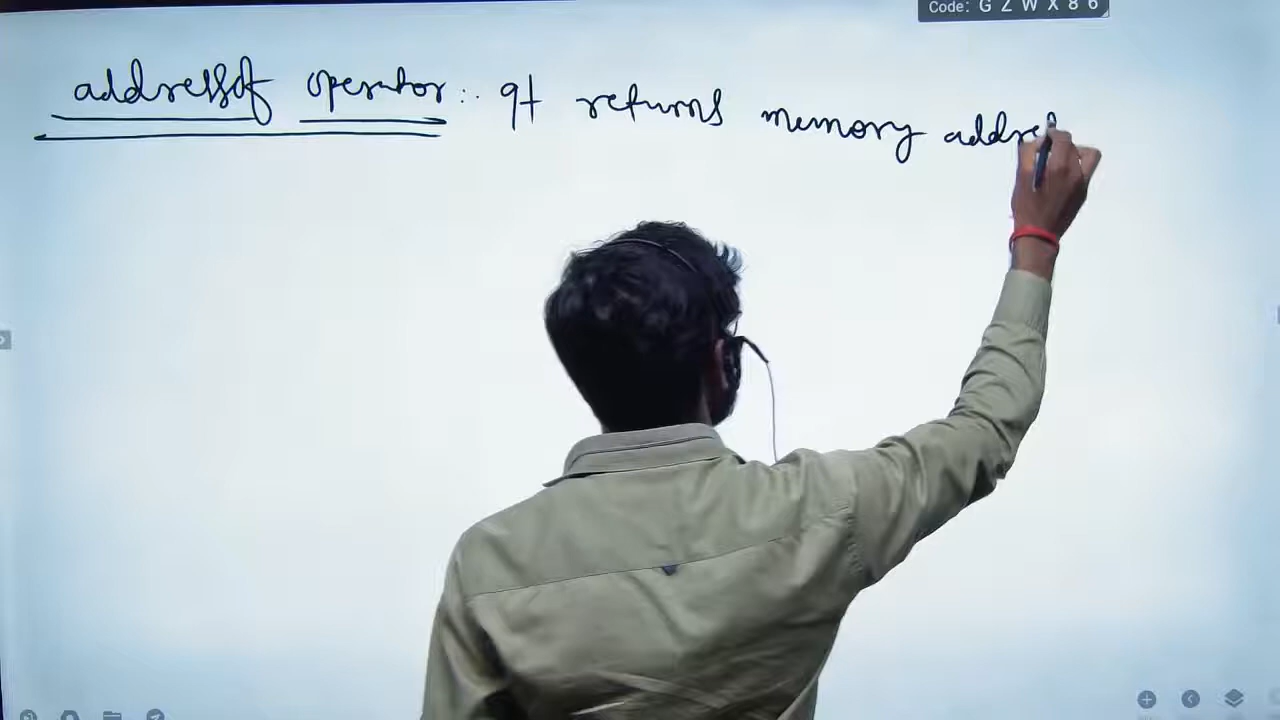 Code: G Z W X 8 6
addressof operator :- It returns memory addre